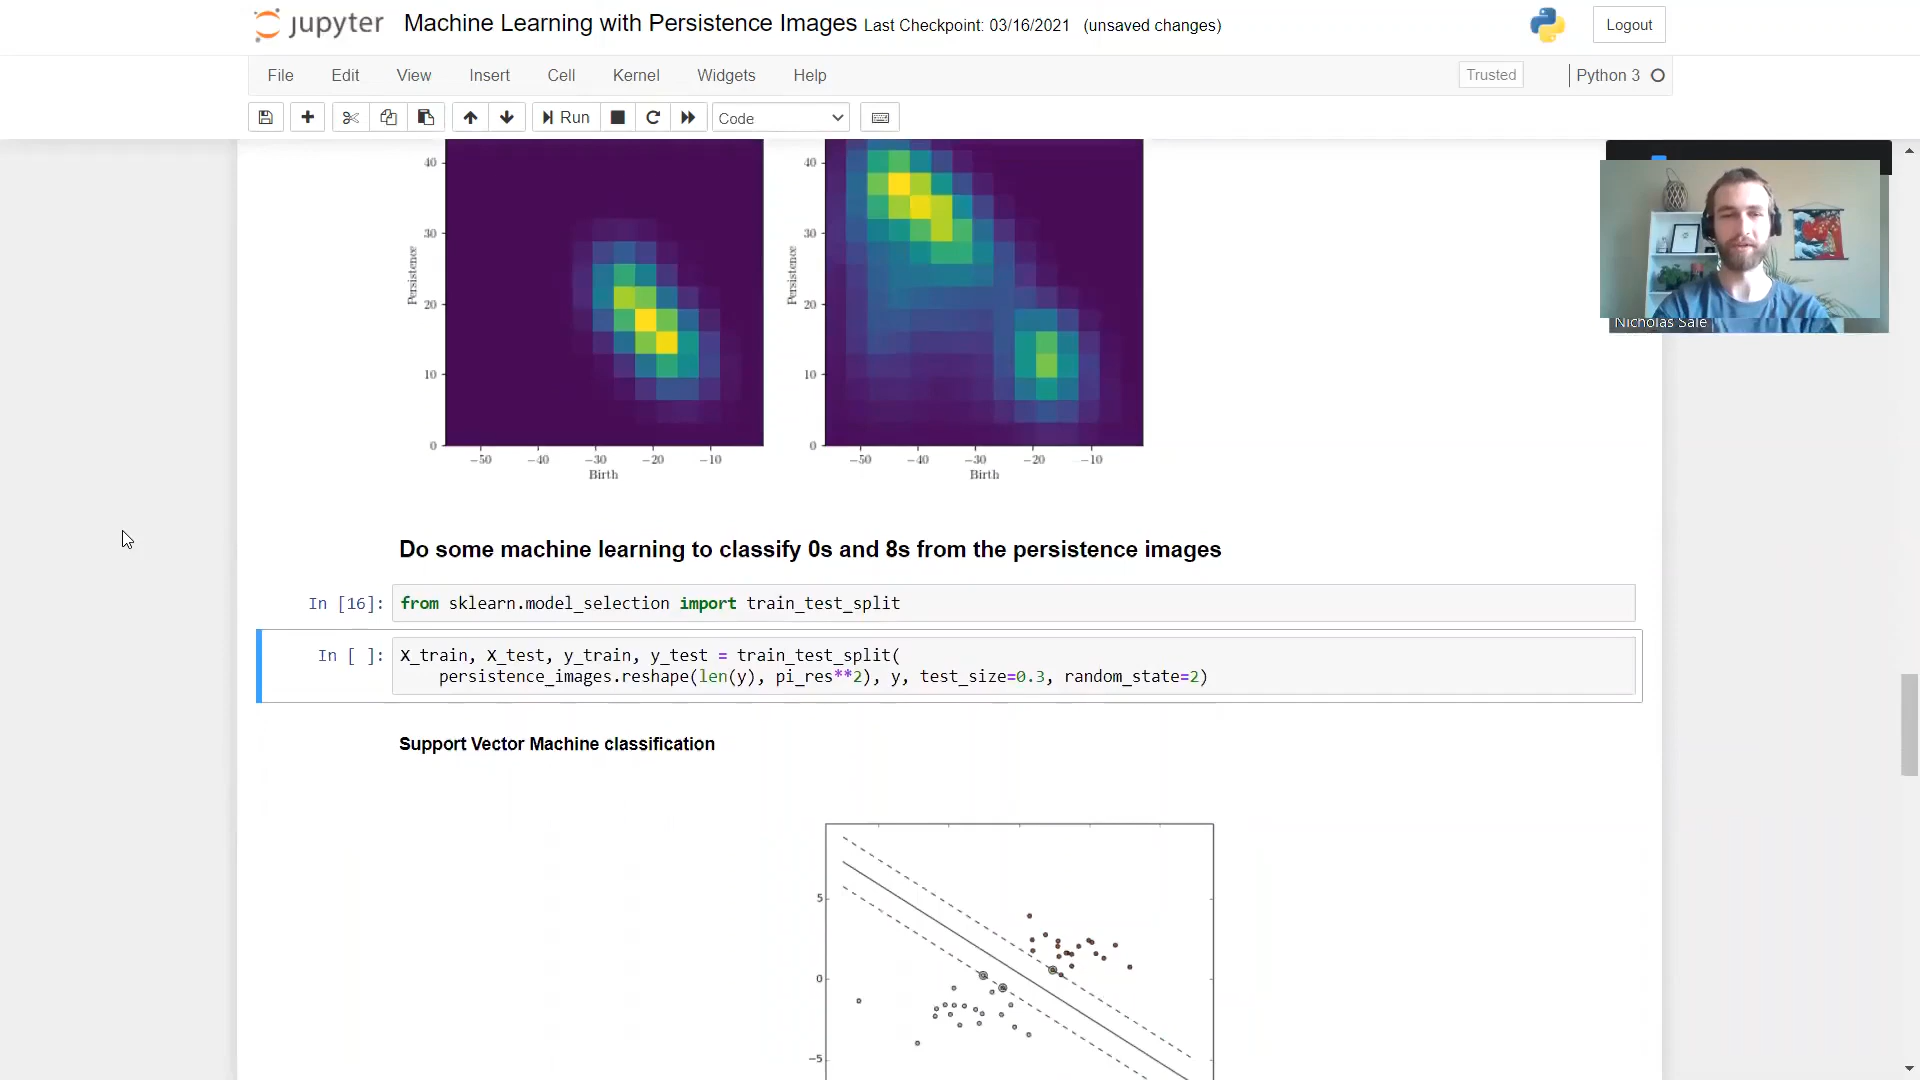 jupyter Machine Learning with Persistence Images Last Checkpoint: 03/16/2021 (unsaved changes) Logout
File Edit View Insert Cell Kernel Widgets Help Trusted Python 3
Run Code
40 40
30 30
Persistence Persistence
20 20
10 10
0 0
−50 −40 −30 −20 −10 −50 −40 −30 −20 −10
Birth Birth
Nicholas Sale
Do some machine learning to classify 0s and 8s from the persistence images
In [16]: from sklearn.model_selection import train_test_split
In [ ]: X_train, X_test, y_train, y_test = train_test_split(
persistence_images.reshape(len(y), pi_res**2), y, test_size=0.3, random_state=2)
Support Vector Machine classification
5
0
−5